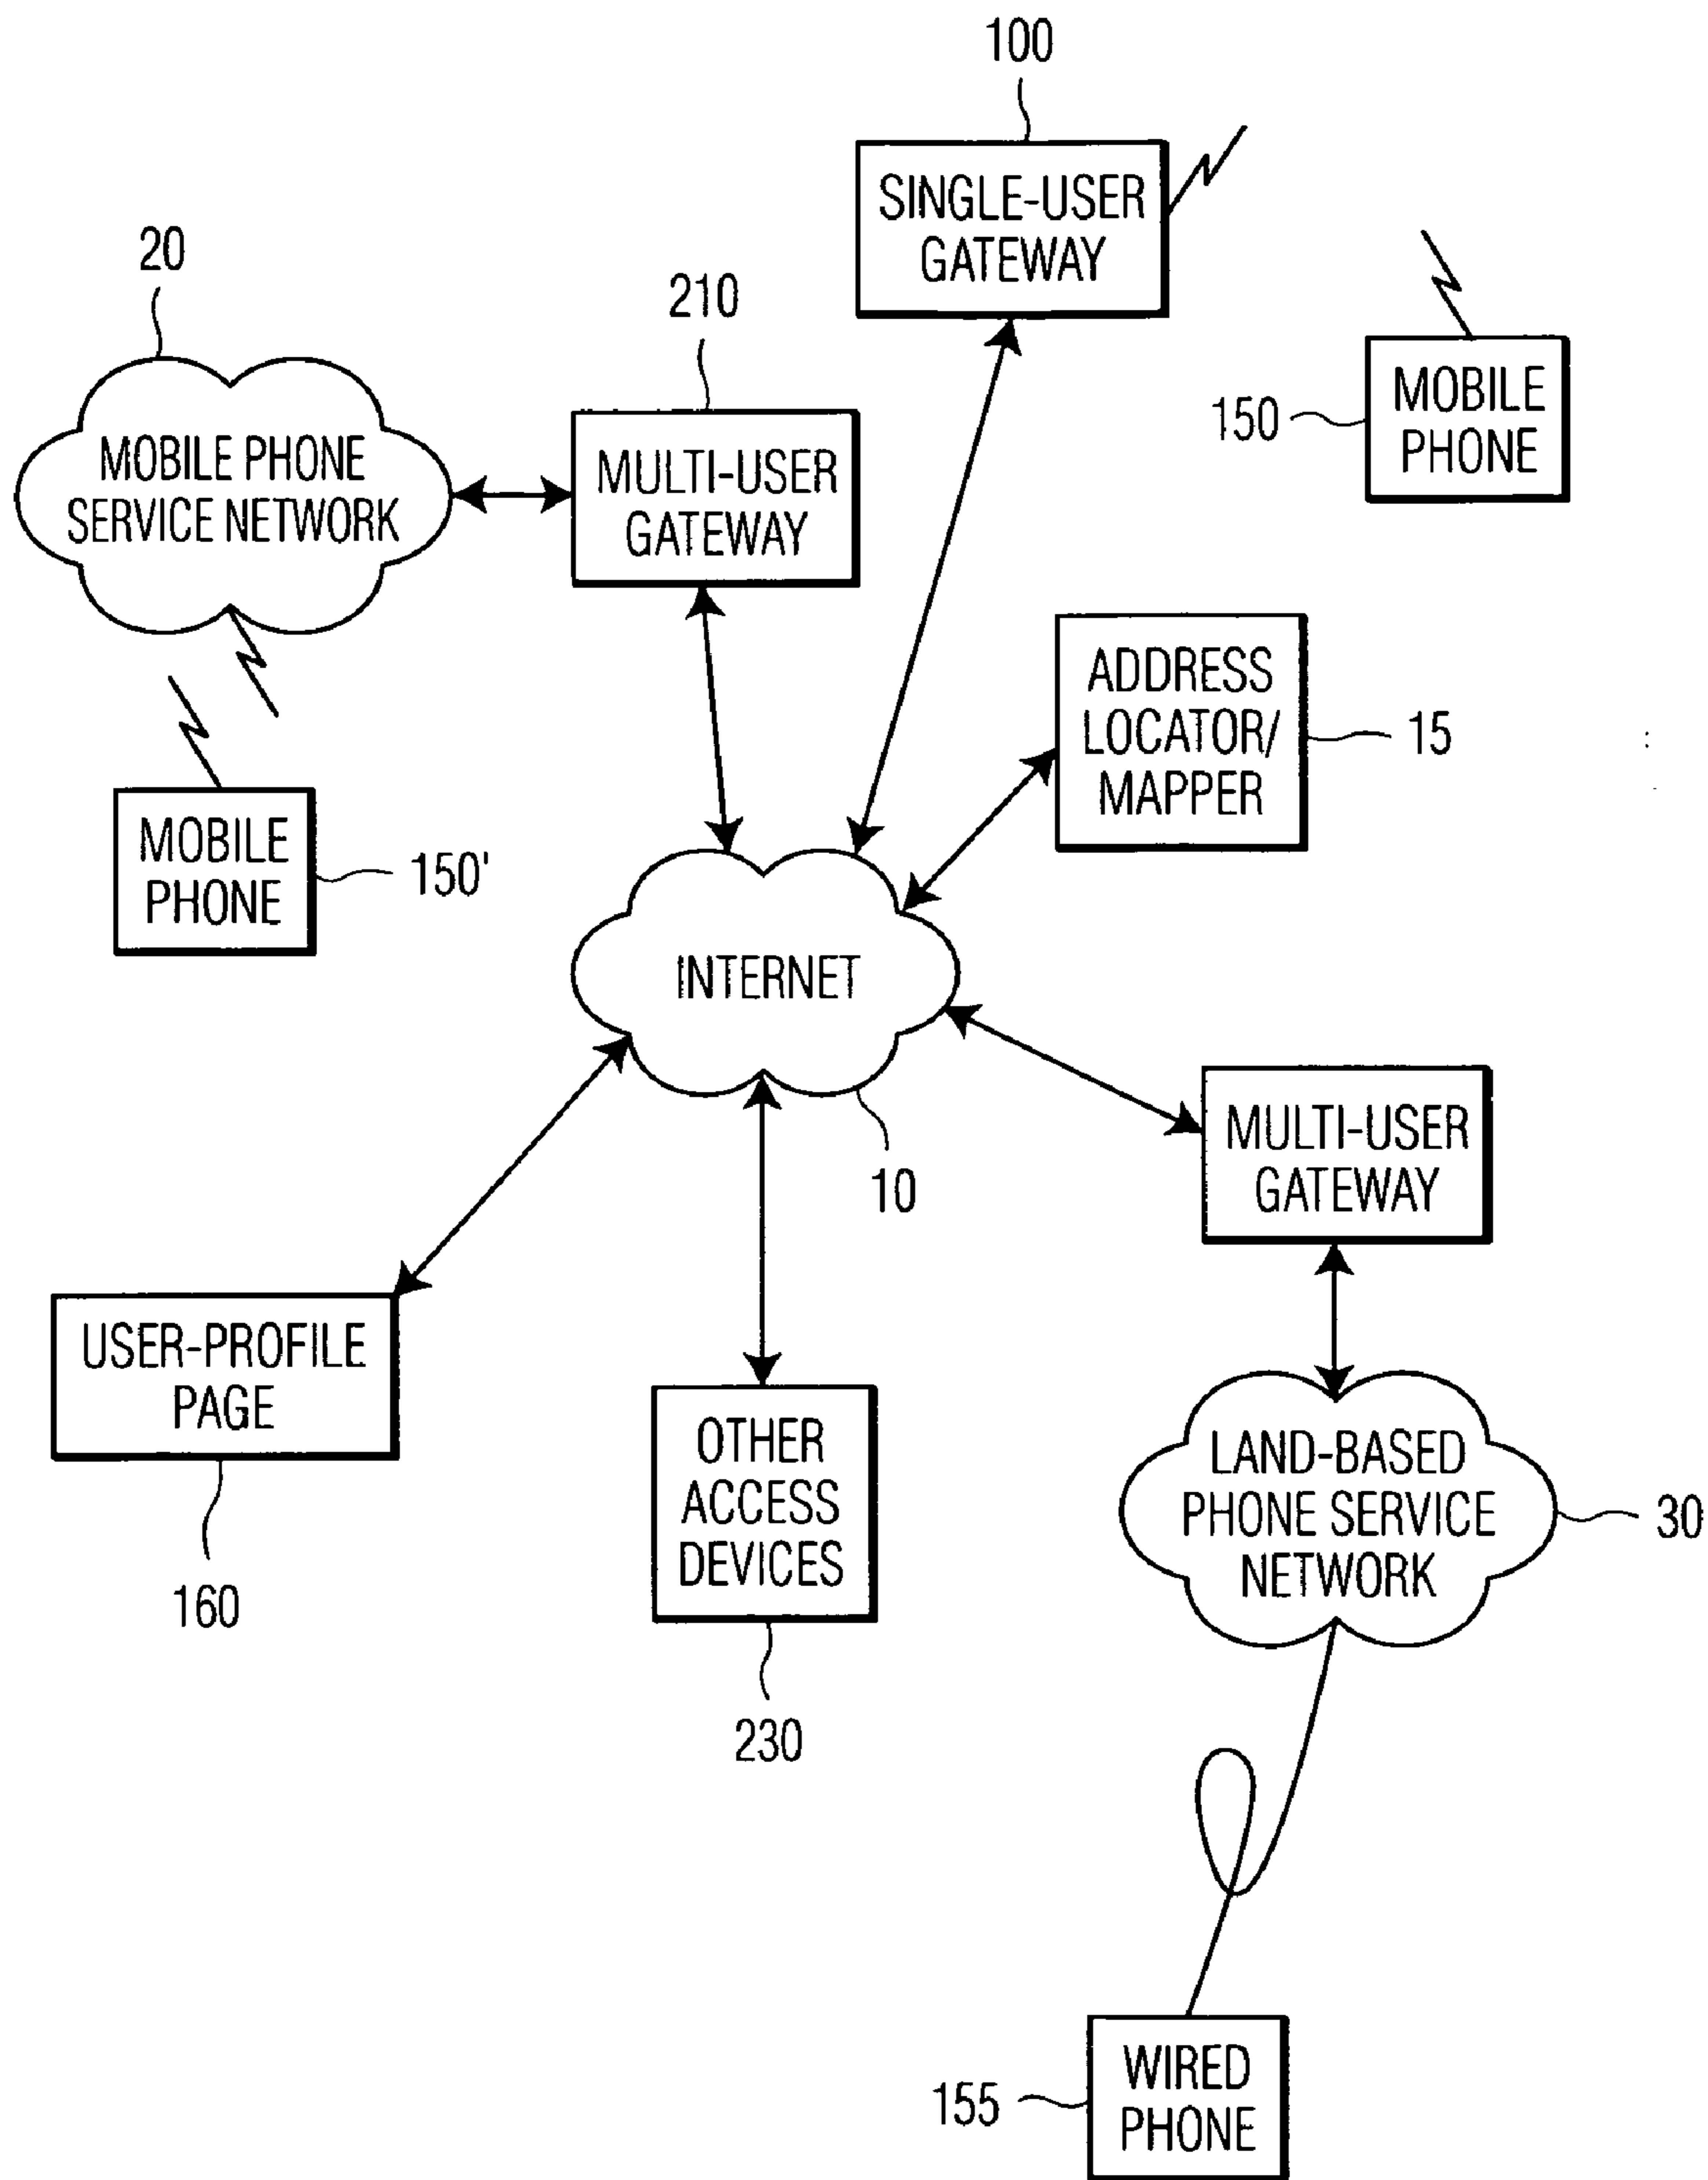 100
SINGLE-USER
GATEWAY
20
210
MOBILE PHONE
SERVICE NETWORK
MULTI-USER
GATEWAY
150
MOBILE
PHONE
ADDRESS
LOCATOR/
MAPPER
15
MOBILE
PHONE
150'
INTERNET
10
MULTI-USER
GATEWAY
USER-PROFILE
PAGE
160
OTHER
ACCESS
DEVICES
230
LAND-BASED
PHONE SERVICE
NETWORK
30
155
WIRED
PHONE